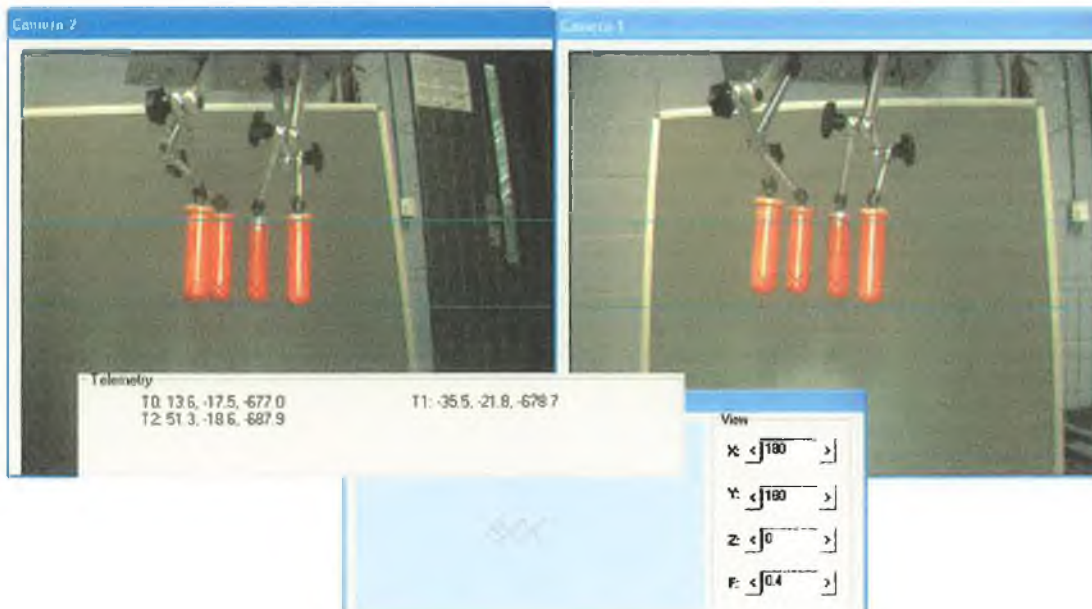 Camera 2
Camera 1
Telemetry
T0: 13.6, -17.5, -677.0
T1: -35.5, -21.8, -678.7
T2: 51.3, -18.6, -687.9
View
X: < 180 >
Y: < 160 >
Z: < 0 >
F: < 0.4 >